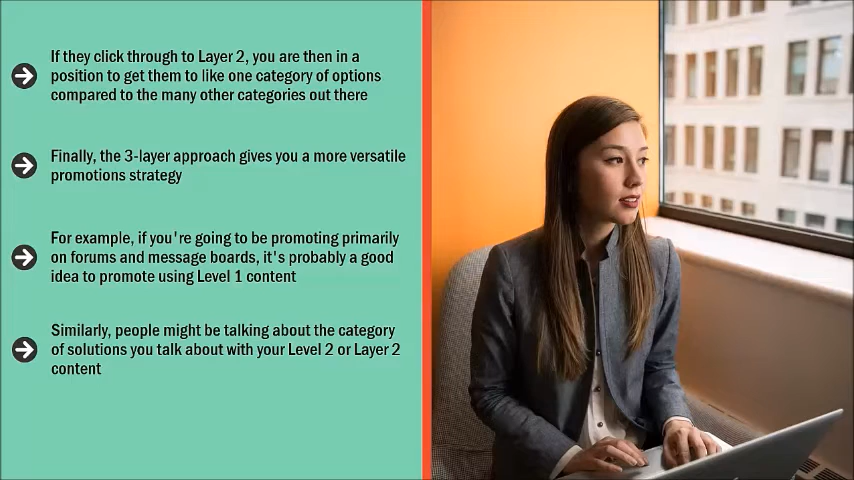 If they click through to Layer 2, you are then in a
position to get them to like one category of options
compared to the many other categories out there
Finally, the 3-layer approach gives you a more versatile
promotions strategy
For example, if you're going to be promoting primarily
on forums and message boards, it's probably a good
idea to promote using Level 1 content
Similarly, people might be talking about the category
of solutions you talk about with your Level 2 or Layer 2
content